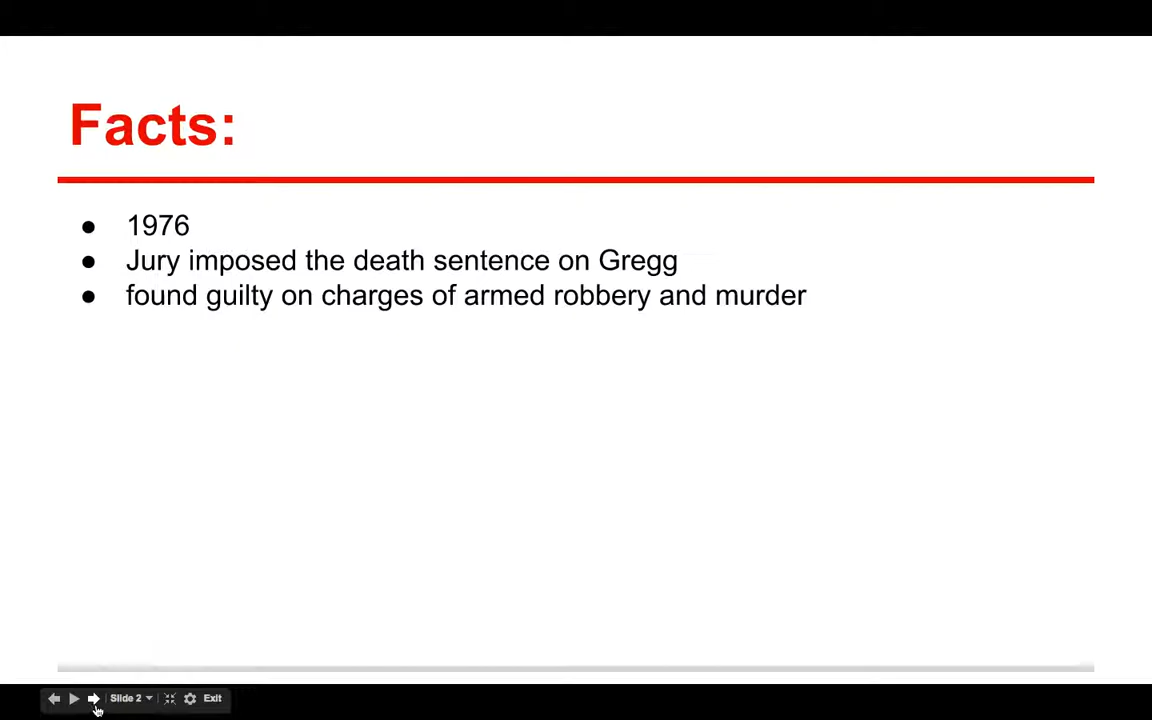 Facts:
● 1976
● Jury imposed the death sentence on Gregg
● found guilty on charges of armed robbery and murder
Slide 2 Exit